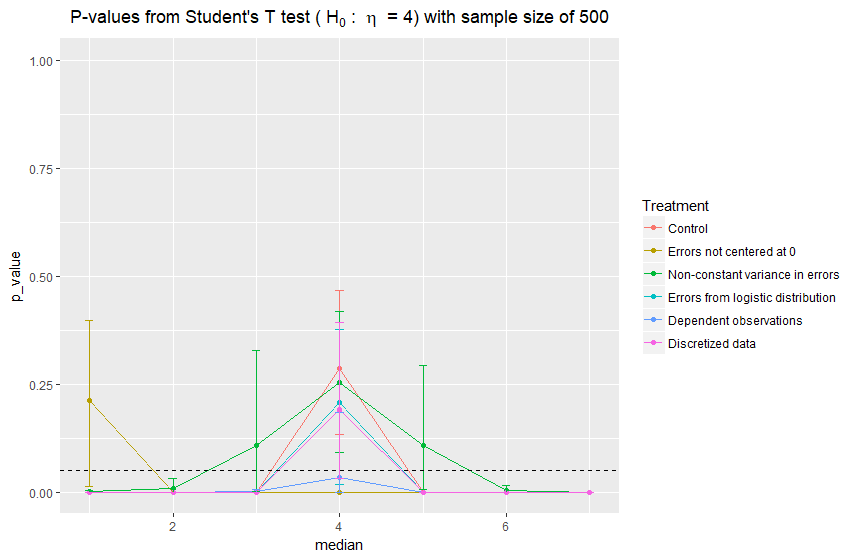 P-values from Student's T test ( H0 : η = 4) with sample size of 500
1.00
0.75
0.50
0.25
0.00
p_value
2
4
6
median
Treatment
Control
Errors not centered at 0
Non-constant variance in errors
Errors from logistic distribution
Dependent observations
Discretized data